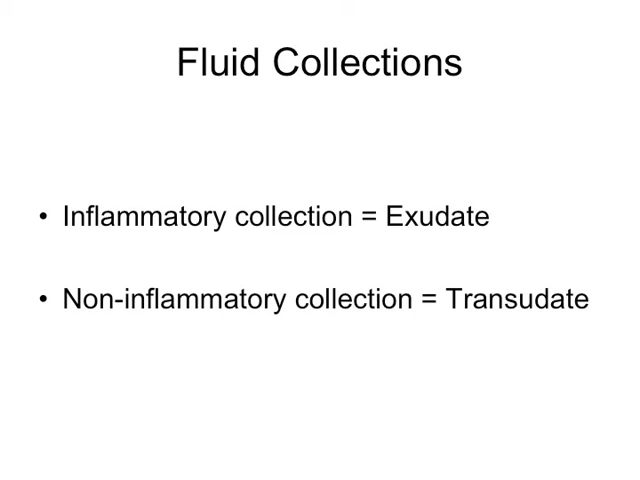 Fluid Collections
• Inflammatory collection = Exudate
• Non-inflammatory collection = Transudate